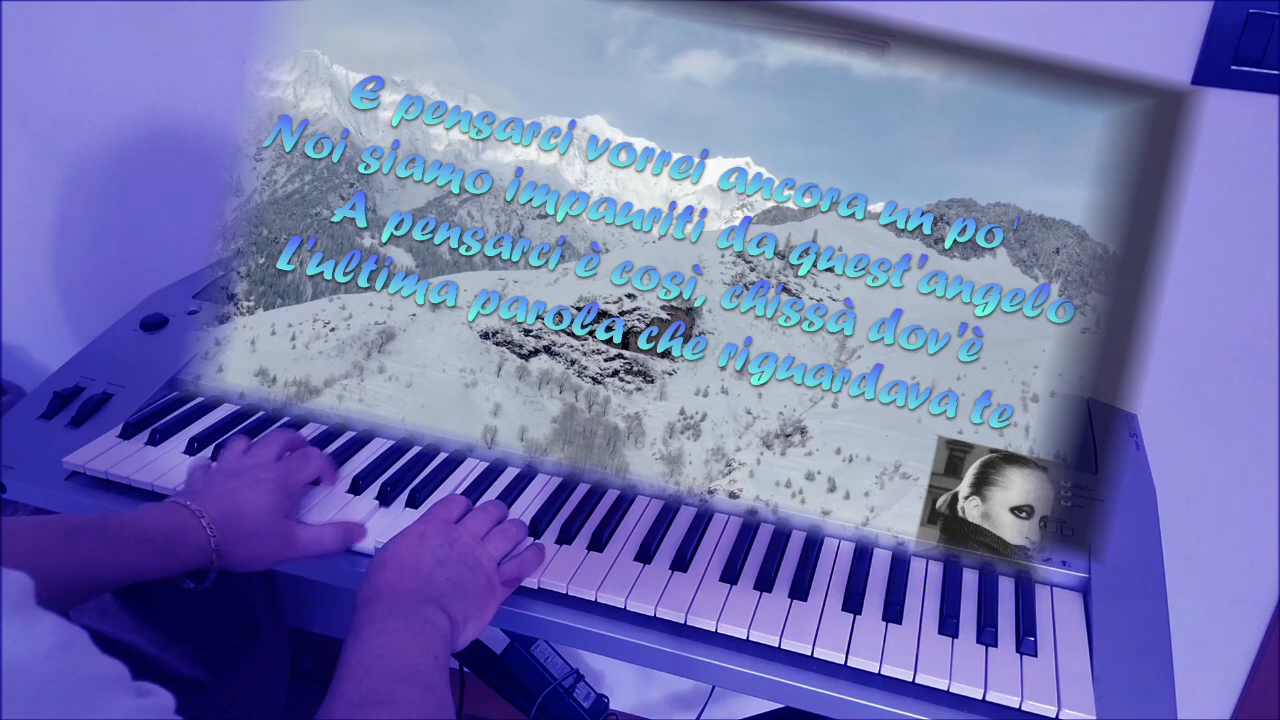 E pensarci vorrei ancora un po'
Noi siamo impauriti da quest'angelo
A pensarci è così, chissà dov'è
L'ultima parola che riguardava te